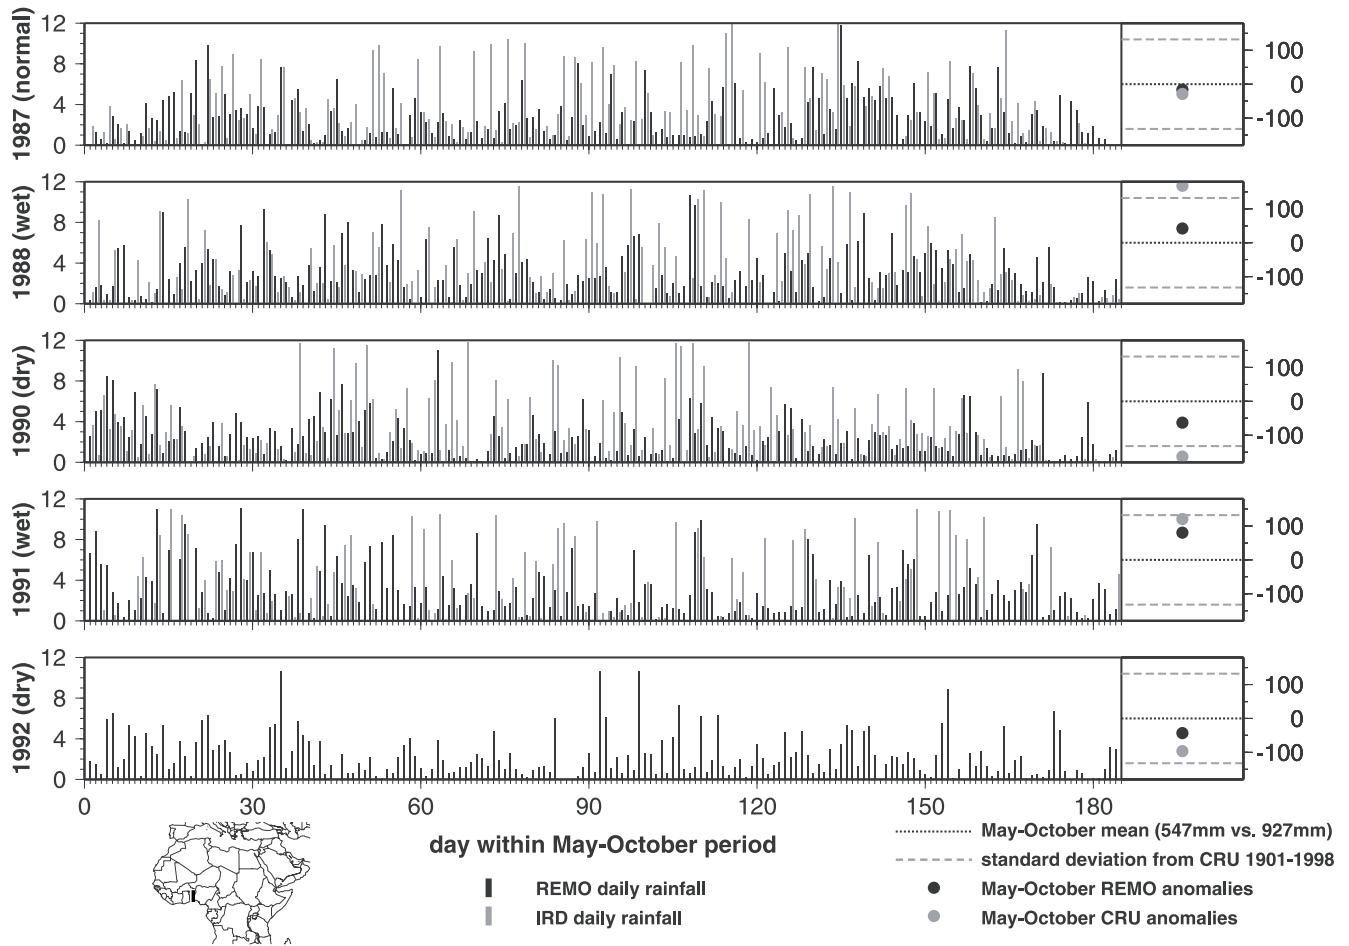 1987 (normal)
12
8
4
0
100
0
-100
1988 (wet)
12
8
4
0
100
0
-100
1990 (dry)
12
8
4
0
100
0
-100
1991 (wet)
12
8
4
0
100
0
-100
1992 (dry)
12
8
4
0
100
0
-100
0 30 60 90 120 150 180
day within May-October period
REMO daily rainfall
IRD daily rainfall
May-October mean (547mm vs. 927mm)
standard deviation from CRU 1901-1998
May-October REMO anomalies
May-October CRU anomalies